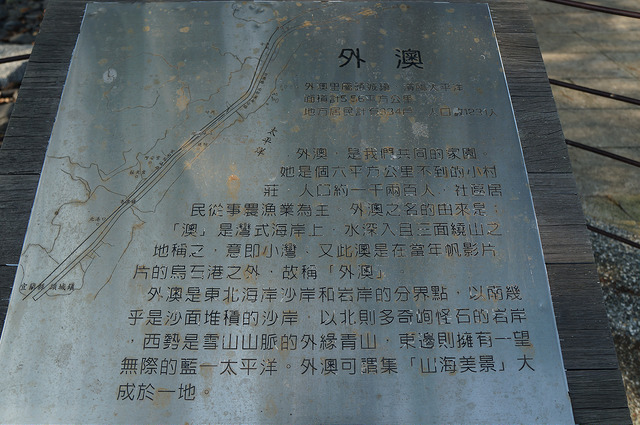 外澳
太平洋
外澳，是我們共同的家園
她是個六平方公里不到的小村
莊，人口約一千兩百人，社區居
民從事農漁業為主，外澳之名的由來是：
「澳」是灣式海岸上，水深入且三面繞山之
地稱之，意即小灣，又此澳是在當年帆影片
片的烏石港之外，故稱「外澳」
外澳是東北海岸沙岸和岩岸的分界點，以南幾
乎是沙面堆積的沙岸，以北則多奇峋怪石的岩岸
，西勢是雪山山脈的外緣青山，東邊則擁有一望
無際的藍一太平洋。外澳可謂集「山海美景」大
成於一地。
宜蘭縣 頭城鎮